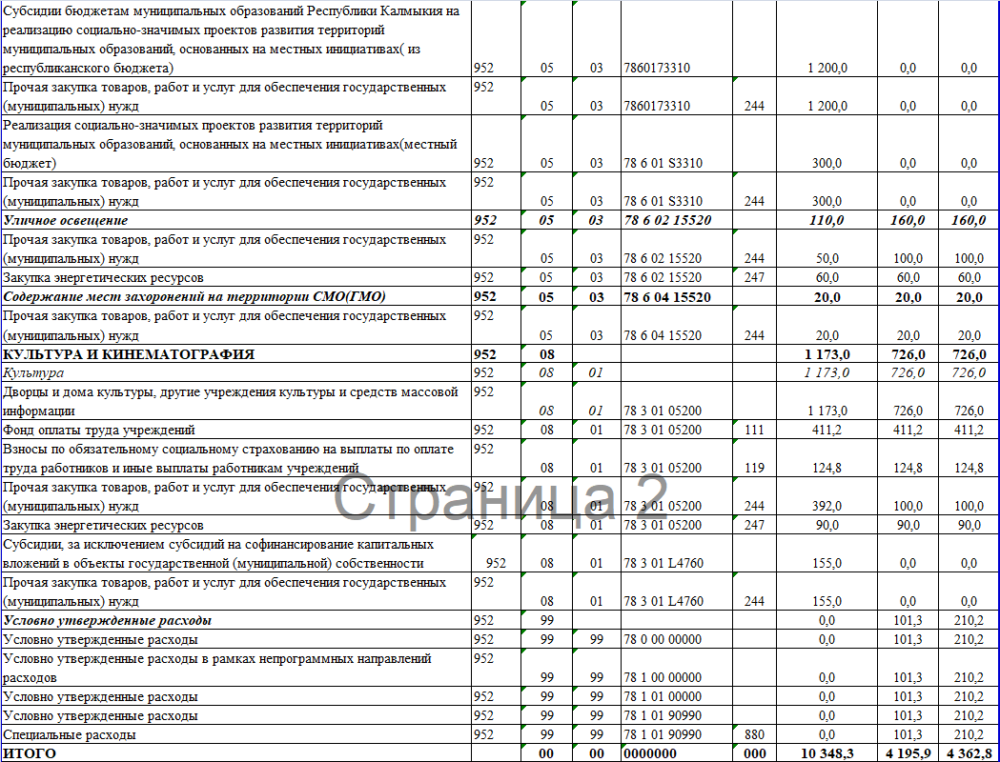 Субсидии бюджетам муниципальных образований Республики Калмыкия на
реализацию социально-значимых проектов развития территорий
муниципальных образований, основанных на местных инициативах( из
республиканского бюджета) 952 05 03 7860173310 1 200,0 0,0 0,0
Прочая закупка товаров, работ и услуг для обеспечения государственных 952
(муниципальных) нужд 05 03 7860173310 244 1 200,0 0,0 0,0
Реализация социально-значимых проектов развития территорий
муниципальных образований, основанных на местных инициативах(местный
бюджет) 952 05 03 78 6 01 S3310 300,0 0,0 0,0
Прочая закупка товаров, работ и услуг для обеспечения государственных 952
(муниципальных) нужд 05 03 78 6 01 S3310 244 300,0 0,0 0,0
Уличное освещение 952 05 03 78 6 02 15520 110,0 160,0 160,0
Прочая закупка товаров, работ и услуг для обеспечения государственных 952
(муниципальных) нужд 05 03 78 6 02 15520 244 50,0 100,0 100,0
Закупка энергетических ресурсов 952 05 03 78 6 02 15520 247 60,0 60,0 60,0
Содержание мест захоронений на территории СМО(ГМО) 952 05 03 78 6 04 15520 20,0 20,0 20,0
Прочая закупка товаров, работ и услуг для обеспечения государственных 952
(муниципальных) нужд 05 03 78 6 04 15520 244 20,0 20,0 20,0
КУЛЬТУРА И КИНЕМАТОГРАФИЯ 952 08 1 173,0 726,0 726,0
Культура 952 08 01 1 173,0 726,0 726,0
Дворцы и дома культуры, другие учреждения культуры и средств массовой 952
информации 08 01 78 3 01 05200 1 173,0 726,0 726,0
Фонд оплаты труда учреждений 952 08 01 78 3 01 05200 111 411,2 411,2 411,2
Взносы по обязательному социальному страхованию на выплаты по оплате 952
труда работников и иные выплаты работникам учреждений 08 01 78 3 01 05200 119 124,8 124,8 124,8
Прочая закупка товаров, работ и услуг для обеспечения государственных 952
(муниципальных) нужд 08 01 78 3 01 05200 244 392,0 100,0 100,0
Страница 2
Закупка энергетических ресурсов 952 08 01 78 3 01 05200 247 90,0 90,0 90,0
Субсидии, за исключением субсидий на софинансирование капитальных
вложений в объекты государственной (муниципальной) собственности 952 08 01 78 3 01 L4760 155,0 0,0 0,0
Прочая закупка товаров, работ и услуг для обеспечения государственных 952
(муниципальных) нужд 08 01 78 3 01 L4760 244 155,0 0,0 0,0
Условно утвержденные расходы 952 99 0,0 101,3 210,2
Условно утвержденные расходы 952 99 99 78 0 00 00000 0,0 101,3 210,2
Условно утвержденные расходы в рамках непрограммных направлений 952
расходов 99 99 78 1 00 00000 0,0 101,3 210,2
Условно утвержденные расходы 952 99 99 78 1 01 00000 0,0 101,3 210,2
Условно утвержденные расходы 952 99 99 78 1 01 90990 0,0 101,3 210,2
Специальные расходы 952 99 99 78 1 01 90990 880 0,0 101,3 210,2
ИТОГО 00 00 0000000 000 10 348,3 4 195,9 4 362,8